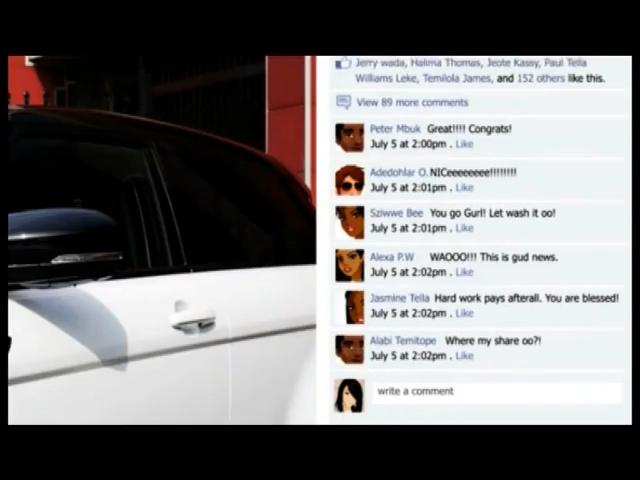 Jerry wada, Halima Thomas, Jeote Kassy, Paul Tella
Williams Leke, Temilola James, and 152 others like this.
View 89 more comments
Peter Mbuk Great!!!! Congrats!
July 5 at 2:00pm . Like
Adedohlar O. NICeeeeeeee!!!!!!!!
July 5 at 2:01pm . Like
Sziwwe Bee You go Gurl! Let wash it oo!
July 5 at 2:01pm . Like
Alexa P.W WAOOO!!! This is gud news.
July 5 at 2:02pm . Like
Jasmine Tella Hard work pays afterall. You are blessed!
July 5 at 2:02pm . Like
Alabi Temitope Where my share oo?!
July 5 at 2:02pm . Like
write a comment